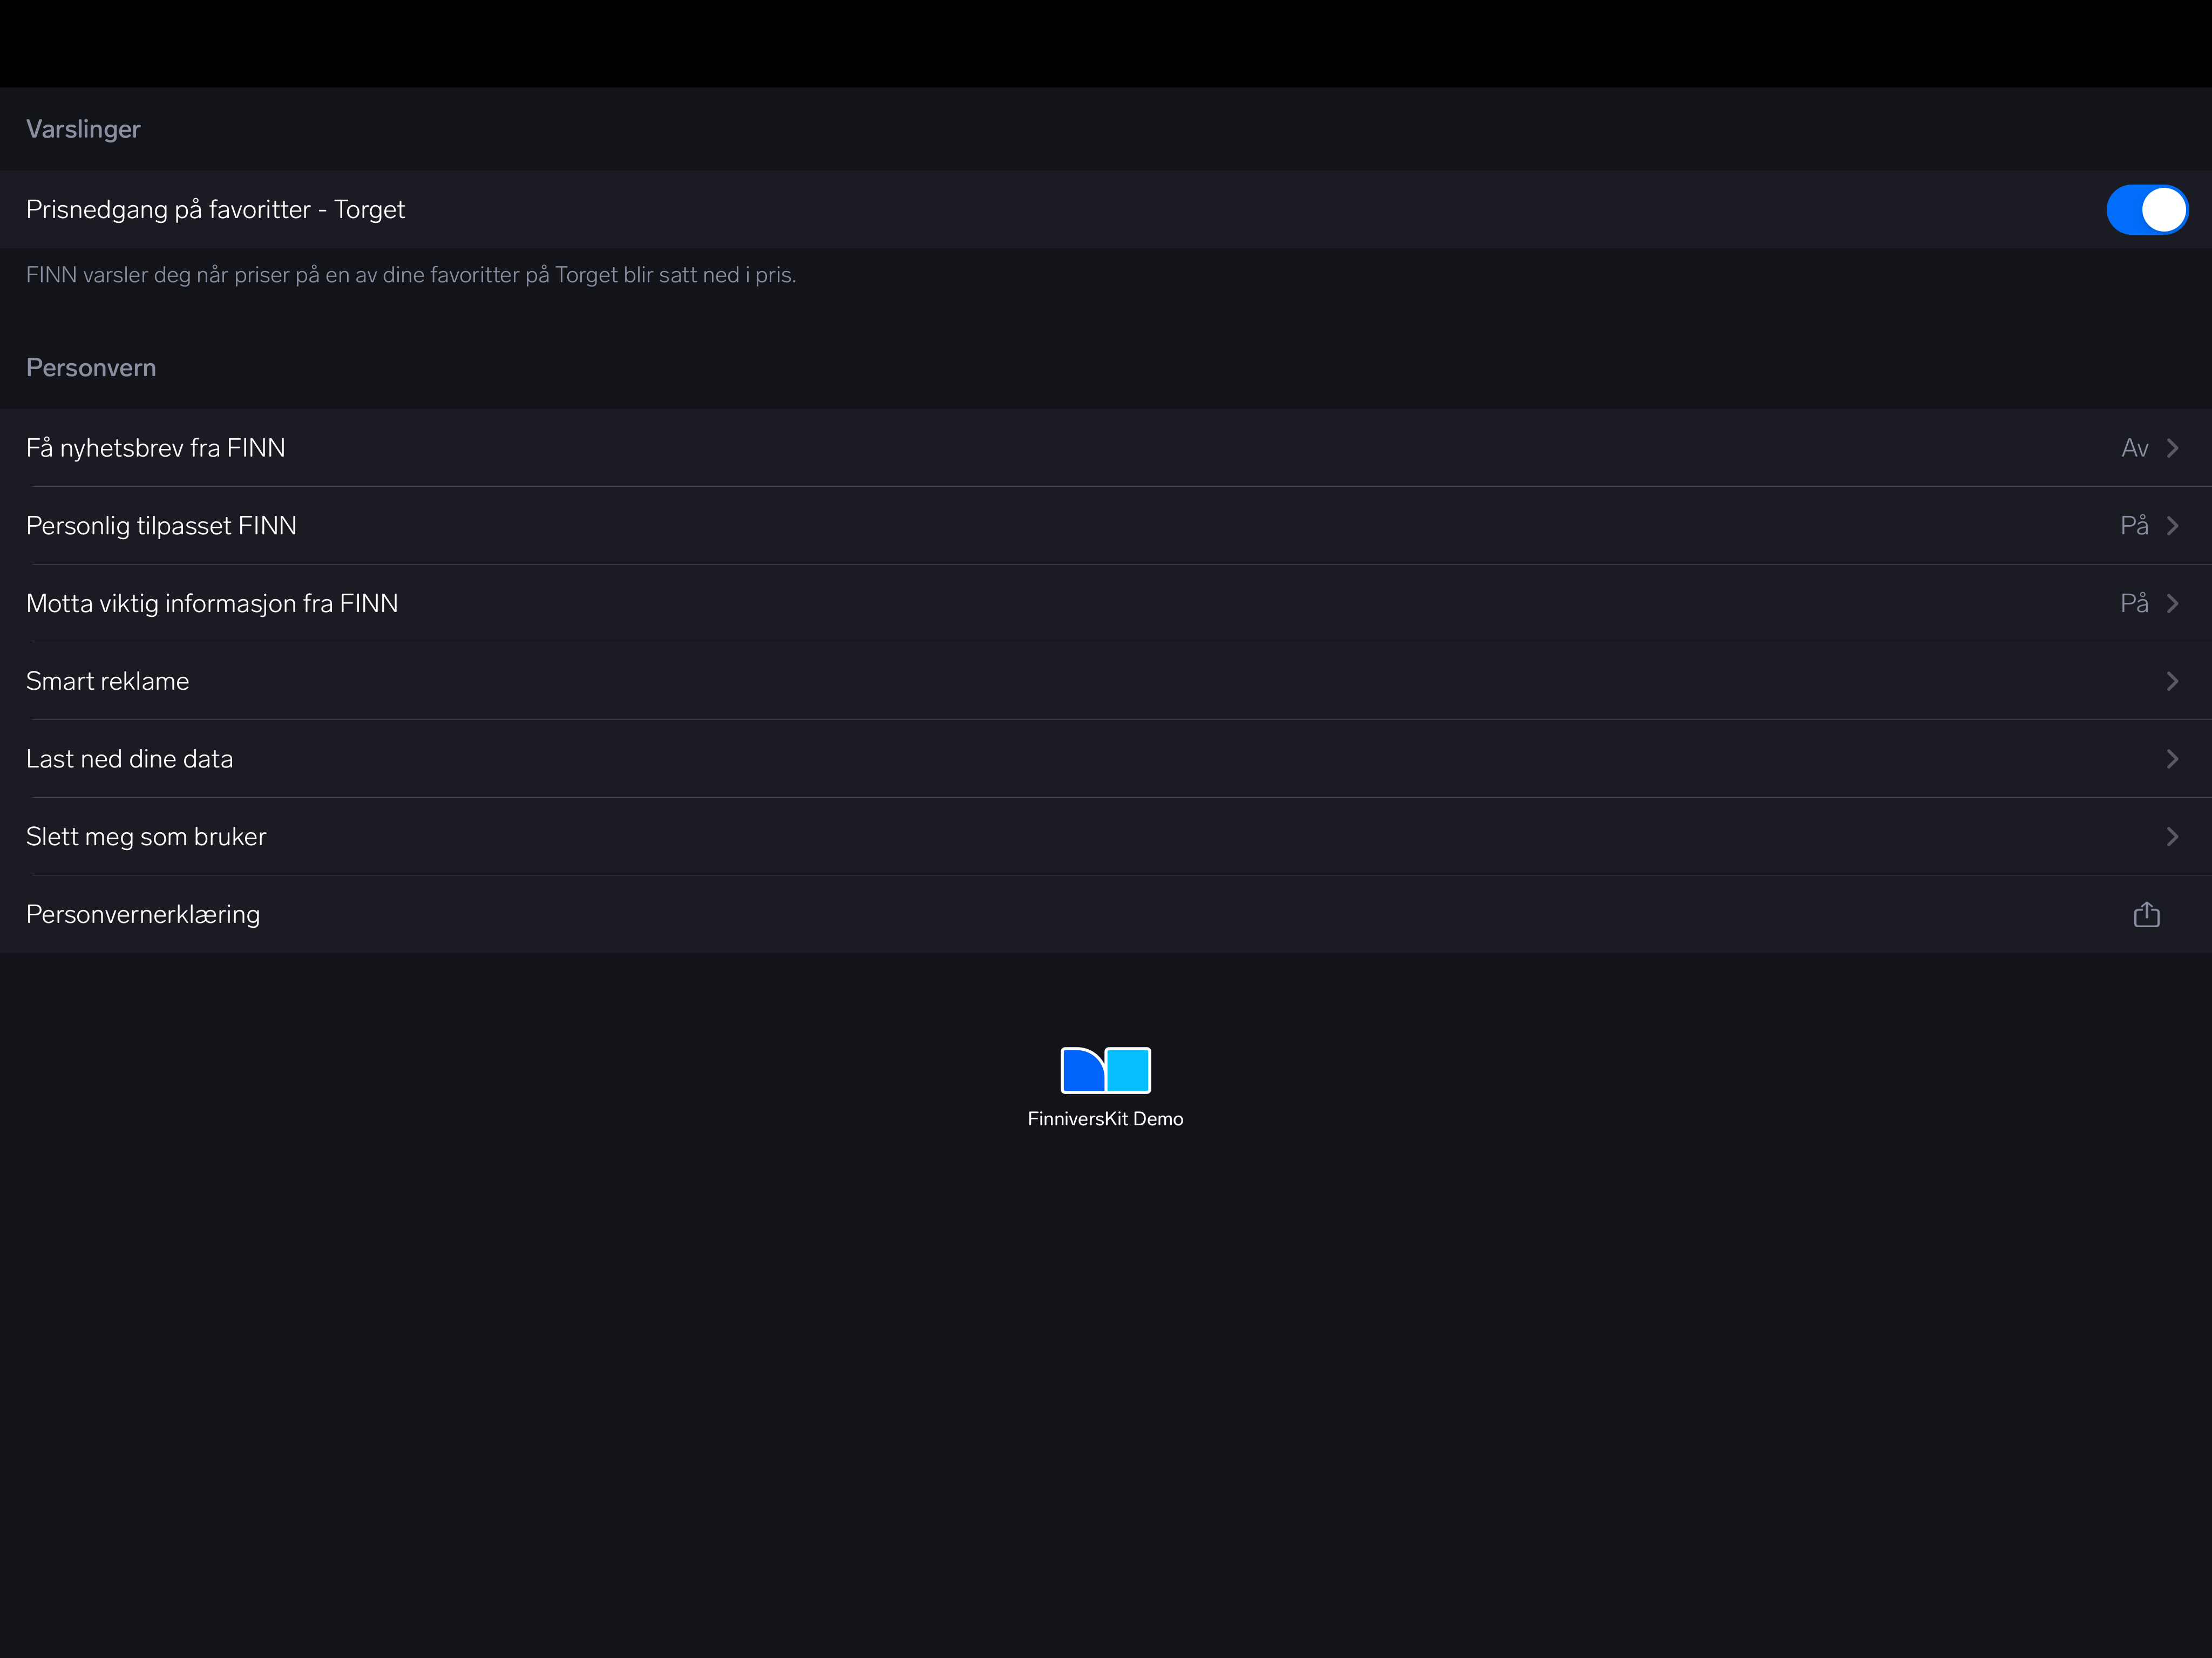 Varslinger
Prisnedgang på favoritter - Torget
FINN varsler deg når priser på en av dine favoritter på Torget blir satt ned i pris.
Personvern
Få nyhetsbrev fra FINN Av
Personlig tilpasset FINN På
Motta viktig informasjon fra FINN På
Smart reklame
Last ned dine data
Slett meg som bruker
Personvernerklæring
FinniversKit Demo